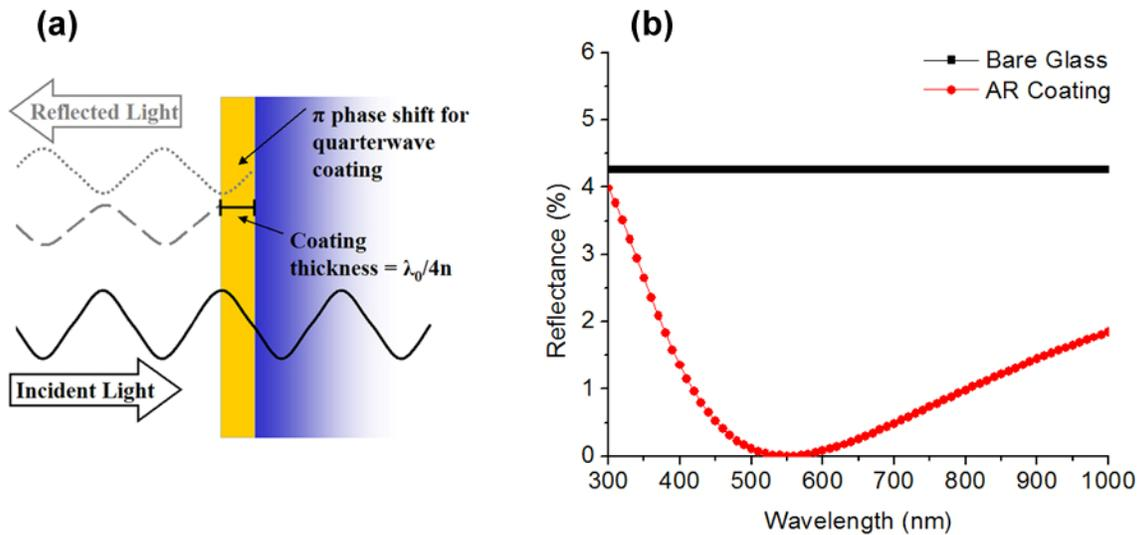 (a)
Reflected Light
π phase shift for
quarterwave
coating
Coating
thickness = λ₀/4n
Incident Light
(b)
Bare Glass
AR Coating
Reflectance (%)
6
5
4
3
2
1
0
300 400 500 600 700 800 900 1000
Wavelength (nm)